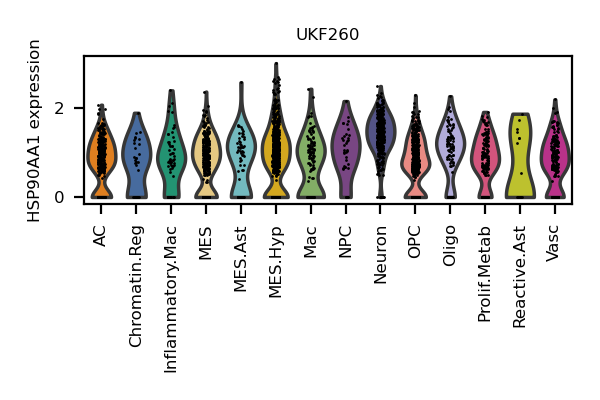 UKF260
HSP90AA1 expression
2
0
AC
Chromatin.Reg
Inflammatory.Mac
MES
MES.Ast
MES.Hyp
Mac
NPC
Neuron
OPC
Oligo
Prolif.Metab
Reactive.Ast
Vasc